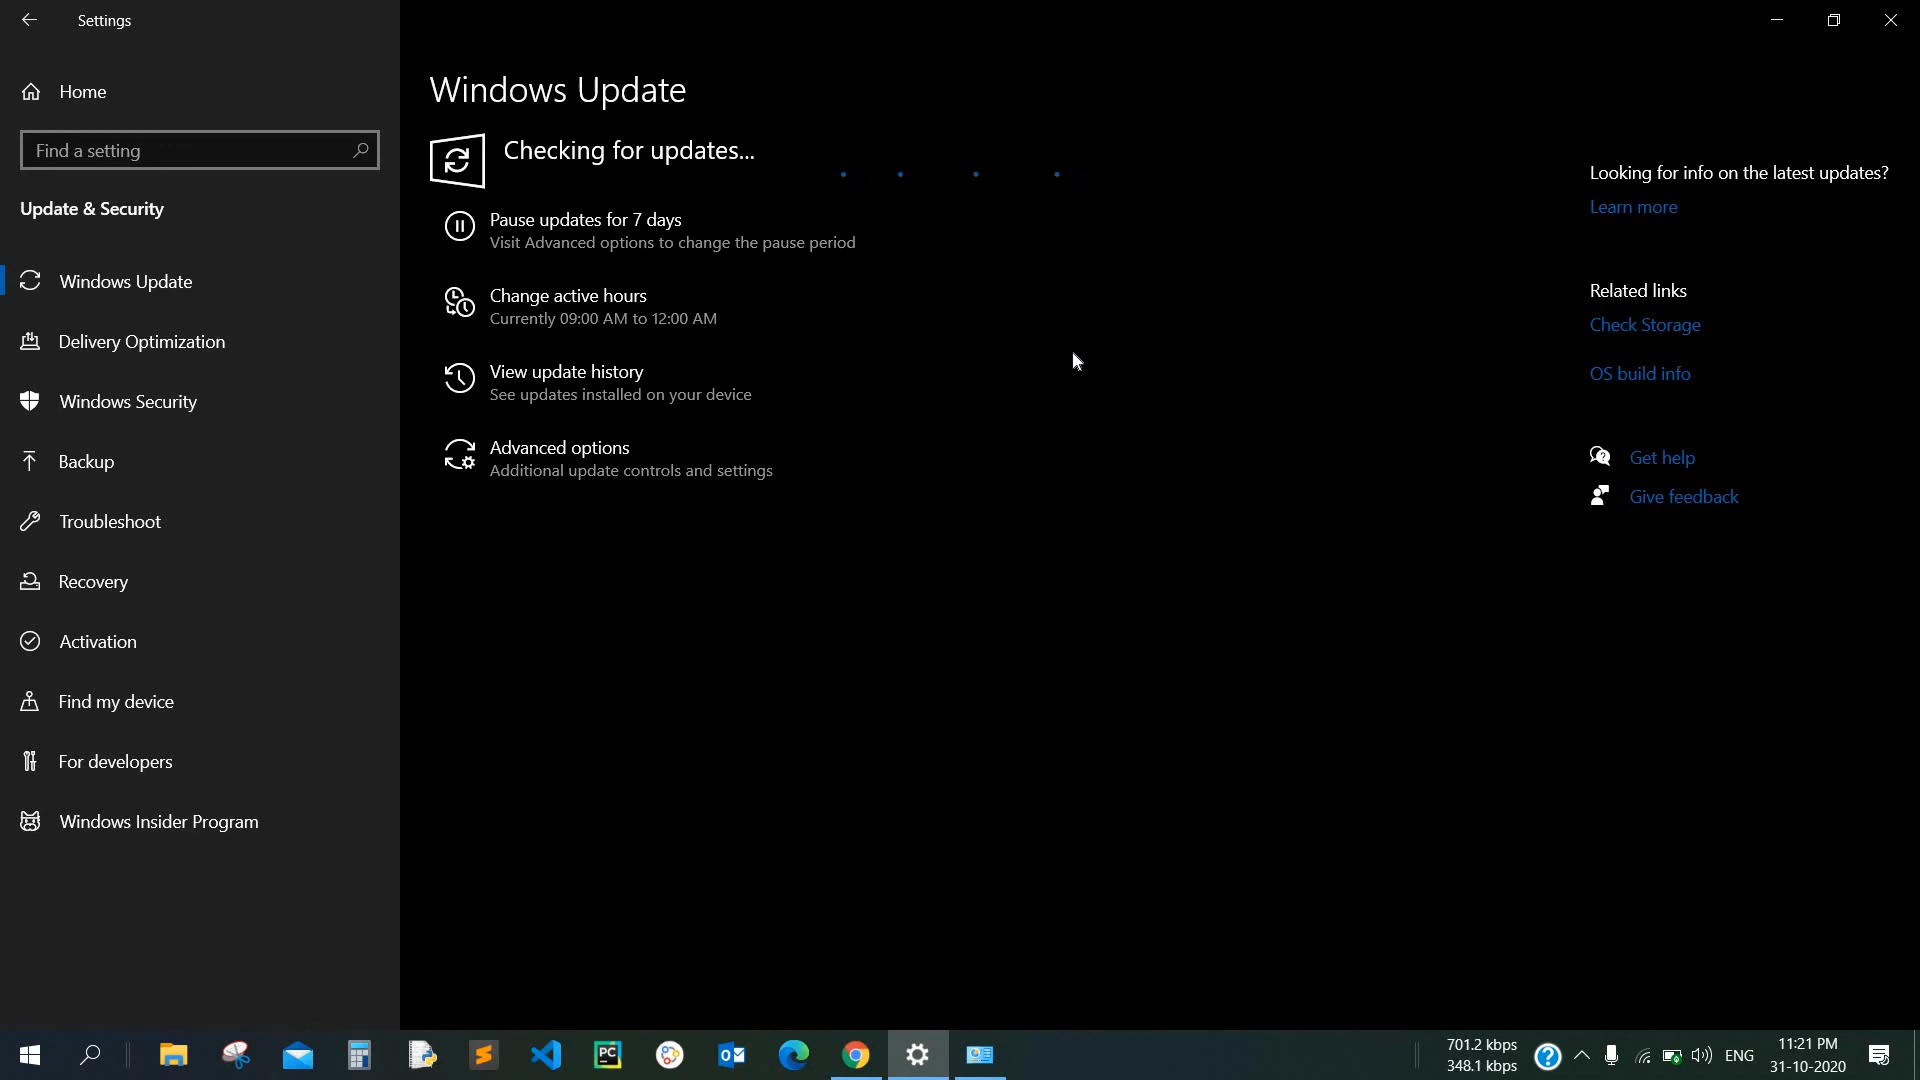 Settings
Home
Find a setting
Update & Security
Windows Update
Delivery Optimization
Windows Security
Backup
Troubleshoot
Recovery
Activation
Find my device
For developers
Windows Insider Program
Windows Update
Checking for updates...
Pause updates for 7 days
Visit Advanced options to change the pause period
Change active hours
Currently 09:00 AM to 12:00 AM
View update history
See updates installed on your device
Advanced options
Additional update controls and settings
Looking for info on the latest updates?
Learn more
Related links
Check Storage
OS build info
Get help
Give feedback
PC
701.2 kbps
348.1 kbps
ENG
11:21 PM
31-10-2020